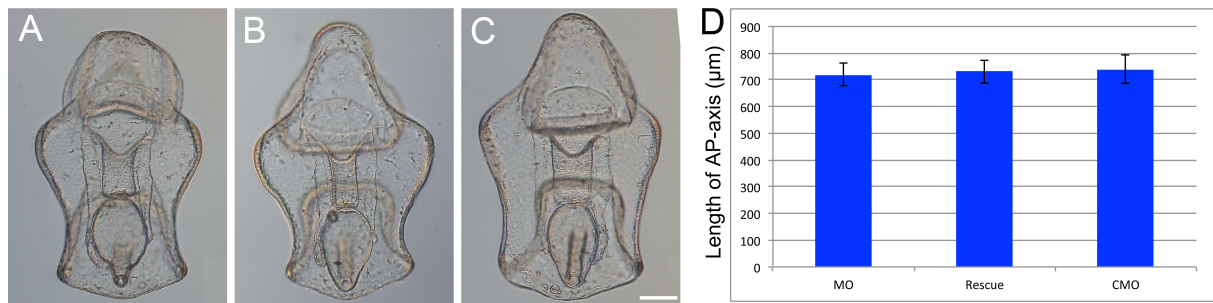 A
B
C
D
Length of AP-axis (μm)
900
800
700
600
500
400
300
200
100
0
MO
Rescue
CMO